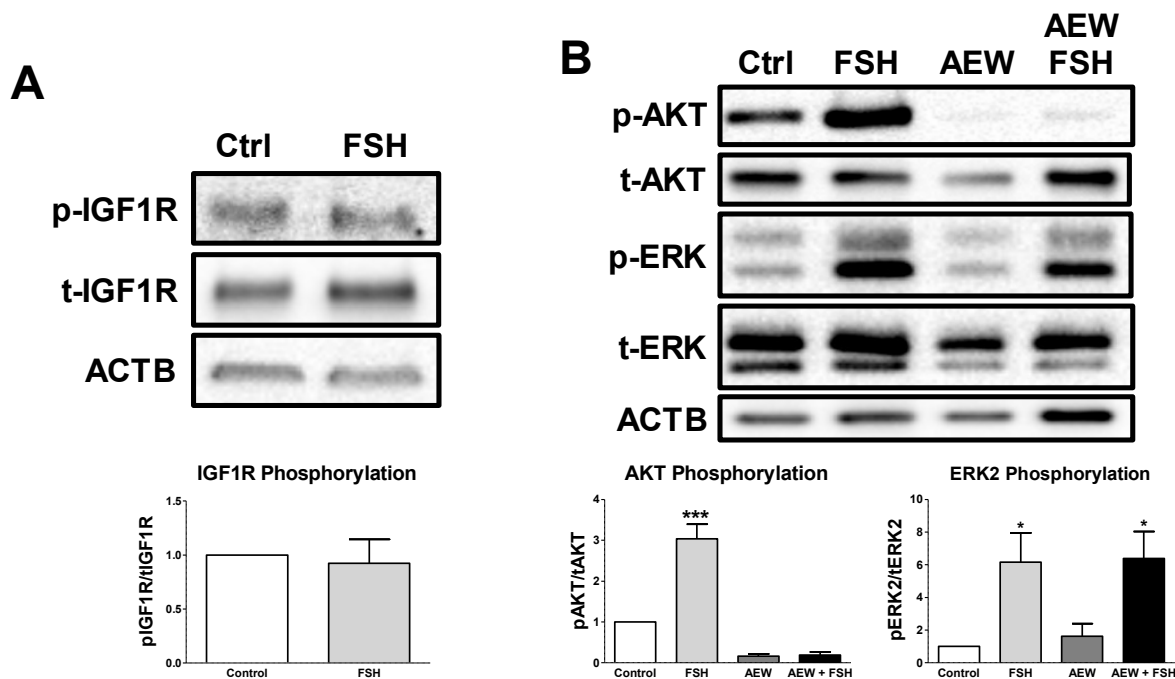 A
Ctrl FSH
p-IGF1R
t-IGF1R
ACTB
IGF1R Phosphorylation
pIGF1R/tIGF1R
1.5
1.0
0.5
0.0
Control FSH
B
Ctrl FSH AEW AEW FSH
p-AKT
t-AKT
p-ERK
t-ERK
ACTB
AKT Phosphorylation
pAKT/tAKT
4
3
2
1
0
***
Control FSH AEW AEW + FSH
ERK2 Phosphorylation
pERK2/tERK2
10
8
6
4
2
0
* *
Control FSH AEW AEW + FSH